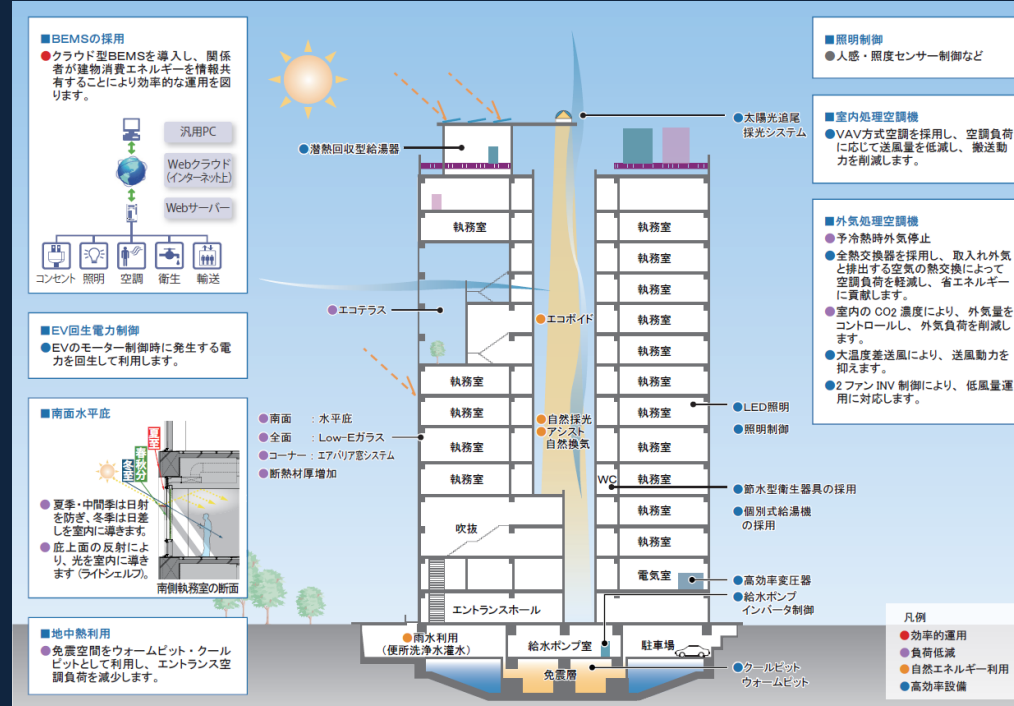 ■BEMSの採用
●クラウド型BEMSを導入し、関係
者が建物消費エネルギーを情報共
有することにより効率的な運用を図
ります。
汎用PC
Webクラウド
(インターネット上)
Webサーバー
コンセント 照明 空調 衛生 輸送
■EV回生電力制御
●EVのモーター制御時に発生する電
力を回生して利用します。
■南面水平庇
夏至
春秋分
冬至
●夏季・中間季は日射
を防ぎ、冬季は日差
しを室内に導きます。
●庇上面の反射によ
り、光を室内に導き
ます(ライトシェルフ)。
南側執務室の断面
■地中熱利用
●免震空間をウォームピット・クール
ピットとして利用し、エントランス空
調負荷を減少します。
●潜熱回収型給湯器
●エコテラス
●南面 : 水平庇
●全面 : Low-Eガラス
●コーナー : エアバリア窓システム
●断熱材厚増加
執務室
執務室
執務室
執務室
執務室
吹抜
エントランスホール
●エコボイド
●自然採光
●アシスト
自然換気
執務室
執務室
執務室
執務室
執務室
執務室
執務室
執務室
WC 執務室
執務室
執務室
電気室
●雨水利用
(便所洗浄水灌水)
給水ポンプ室
駐車場
免震層
●太陽光追尾
採光システム
●LED照明
●照明制御
●節水型衛生器具の採用
●個別式給湯機
の採用
●高効率変圧器
●給水ポンプ
インバータ制御
●クールピット
ウォームピット
■照明制御
●人感・照度センサー制御など
■室内処理空調機
●VAV方式空調を採用し、空調負荷
に応じて送風量を低減し、搬送動
力を削減します。
■外気処理空調機
●予冷熱時外気停止
●全熱交換器を採用し、取入れ外気
と排出する空気の熱交換によって
空調負荷を軽減し、省エネルギー
に貢献します。
●室内の CO2 濃度により、外気量を
コントロールし、外気負荷を削減し
ます。
●大温度差送風により、送風動力を
抑えます。
●2ファン INV 制御により、低風量運
用に対応します。
凡例
●効率的運用
●負荷低減
●自然エネルギー利用
●高効率設備